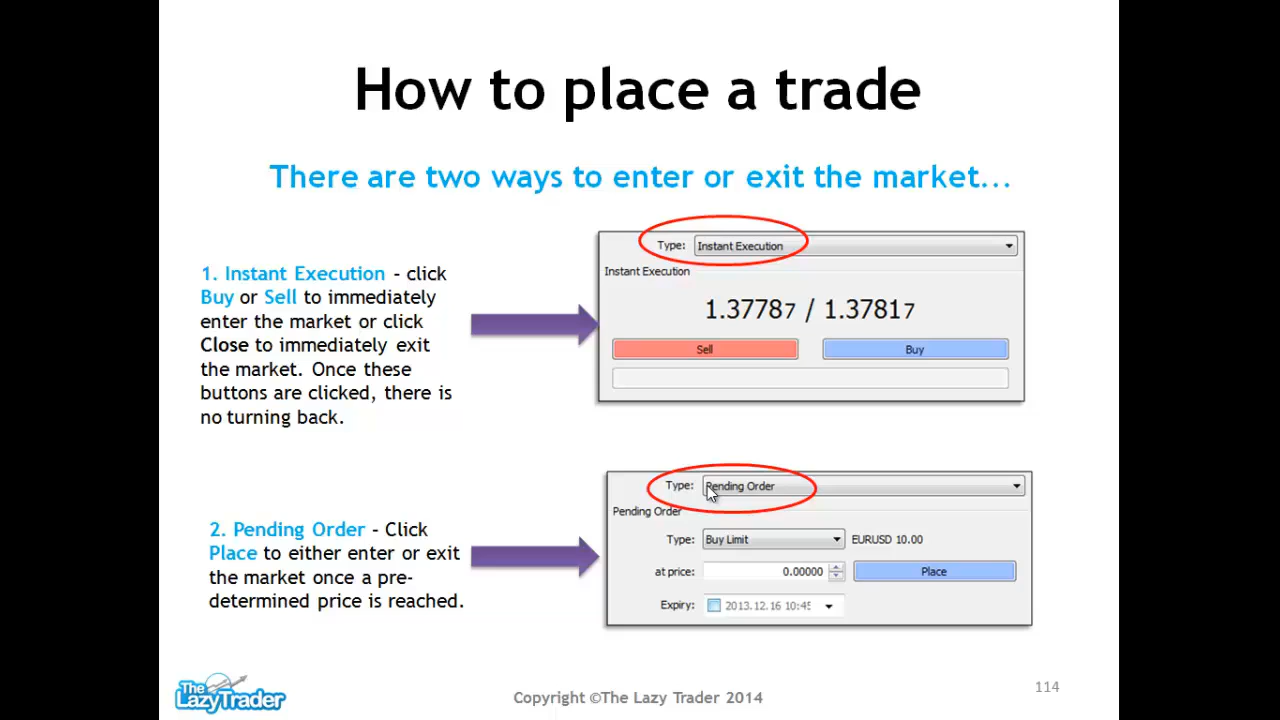 How to place a trade
There are two ways to enter or exit the market...
1. Instant Execution - click
Buy or Sell to immediately
enter the market or click
Close to immediately exit
the market. Once these
buttons are clicked, there is
no turning back.
Type: Instant Execution
Instant Execution
1.37787 / 1.37817
Sell Buy
2. Pending Order - Click
Place to either enter or exit
the market once a pre-
determined price is reached.
Type: Pending Order
Pending Order
Type: Buy Limit EURUSD 10.00
at price: 0.00000 Place
Expiry: 2013.12.16 10:45
The
LazyTrader
Copyright ©The Lazy Trader 2014
114